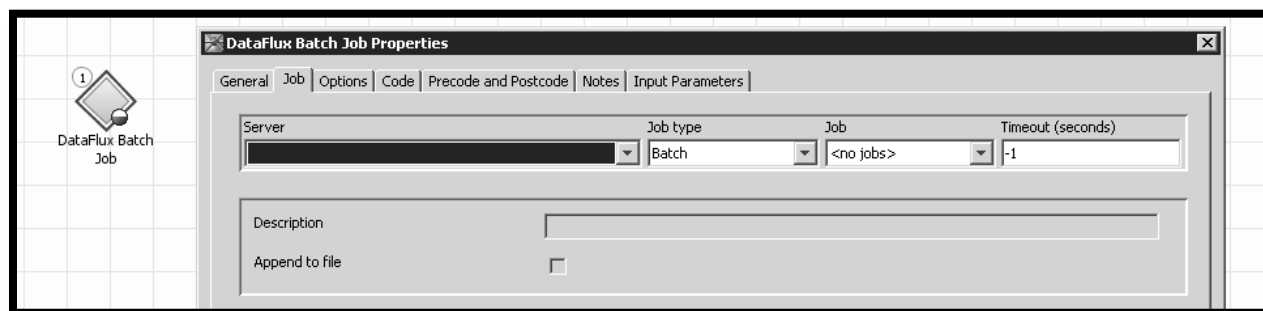 DataFlux Batch Job Properties
General Job Options Code Precode and Postcode Notes Input Parameters
1
DataFlux Batch
Job
Server Job type Job Timeout (seconds)
Batch <no jobs> -1
Description
Append to file